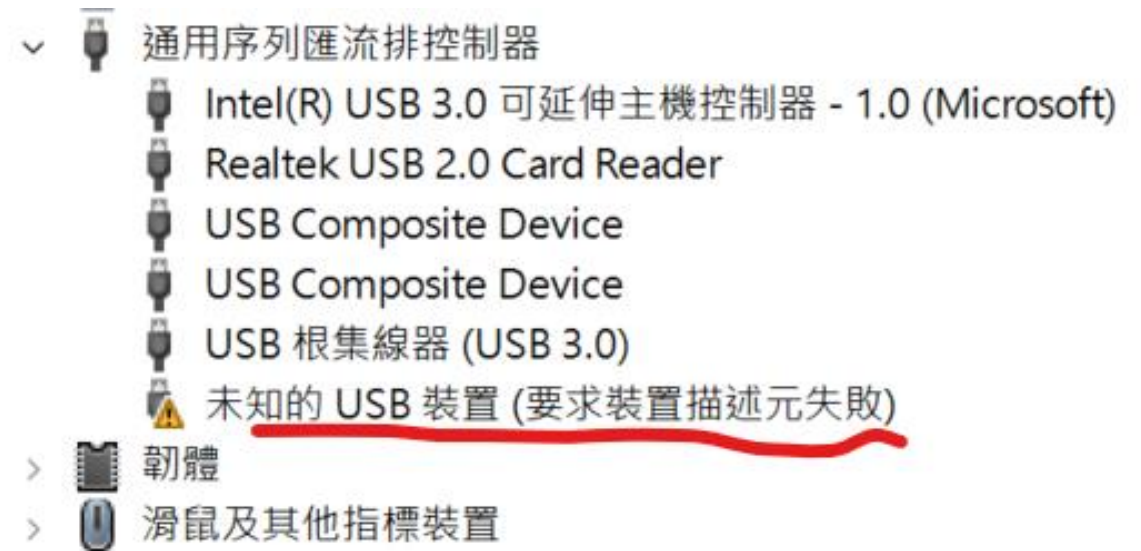 通用序列匯流排控制器
Intel(R) USB 3.0 可延伸主機控制器 - 1.0 (Microsoft)
Realtek USB 2.0 Card Reader
USB Composite Device
USB Composite Device
USB 根集線器 (USB 3.0)
未知的 USB 裝置 (要求裝置描述元失敗)
韌體
滑鼠及其他指標裝置